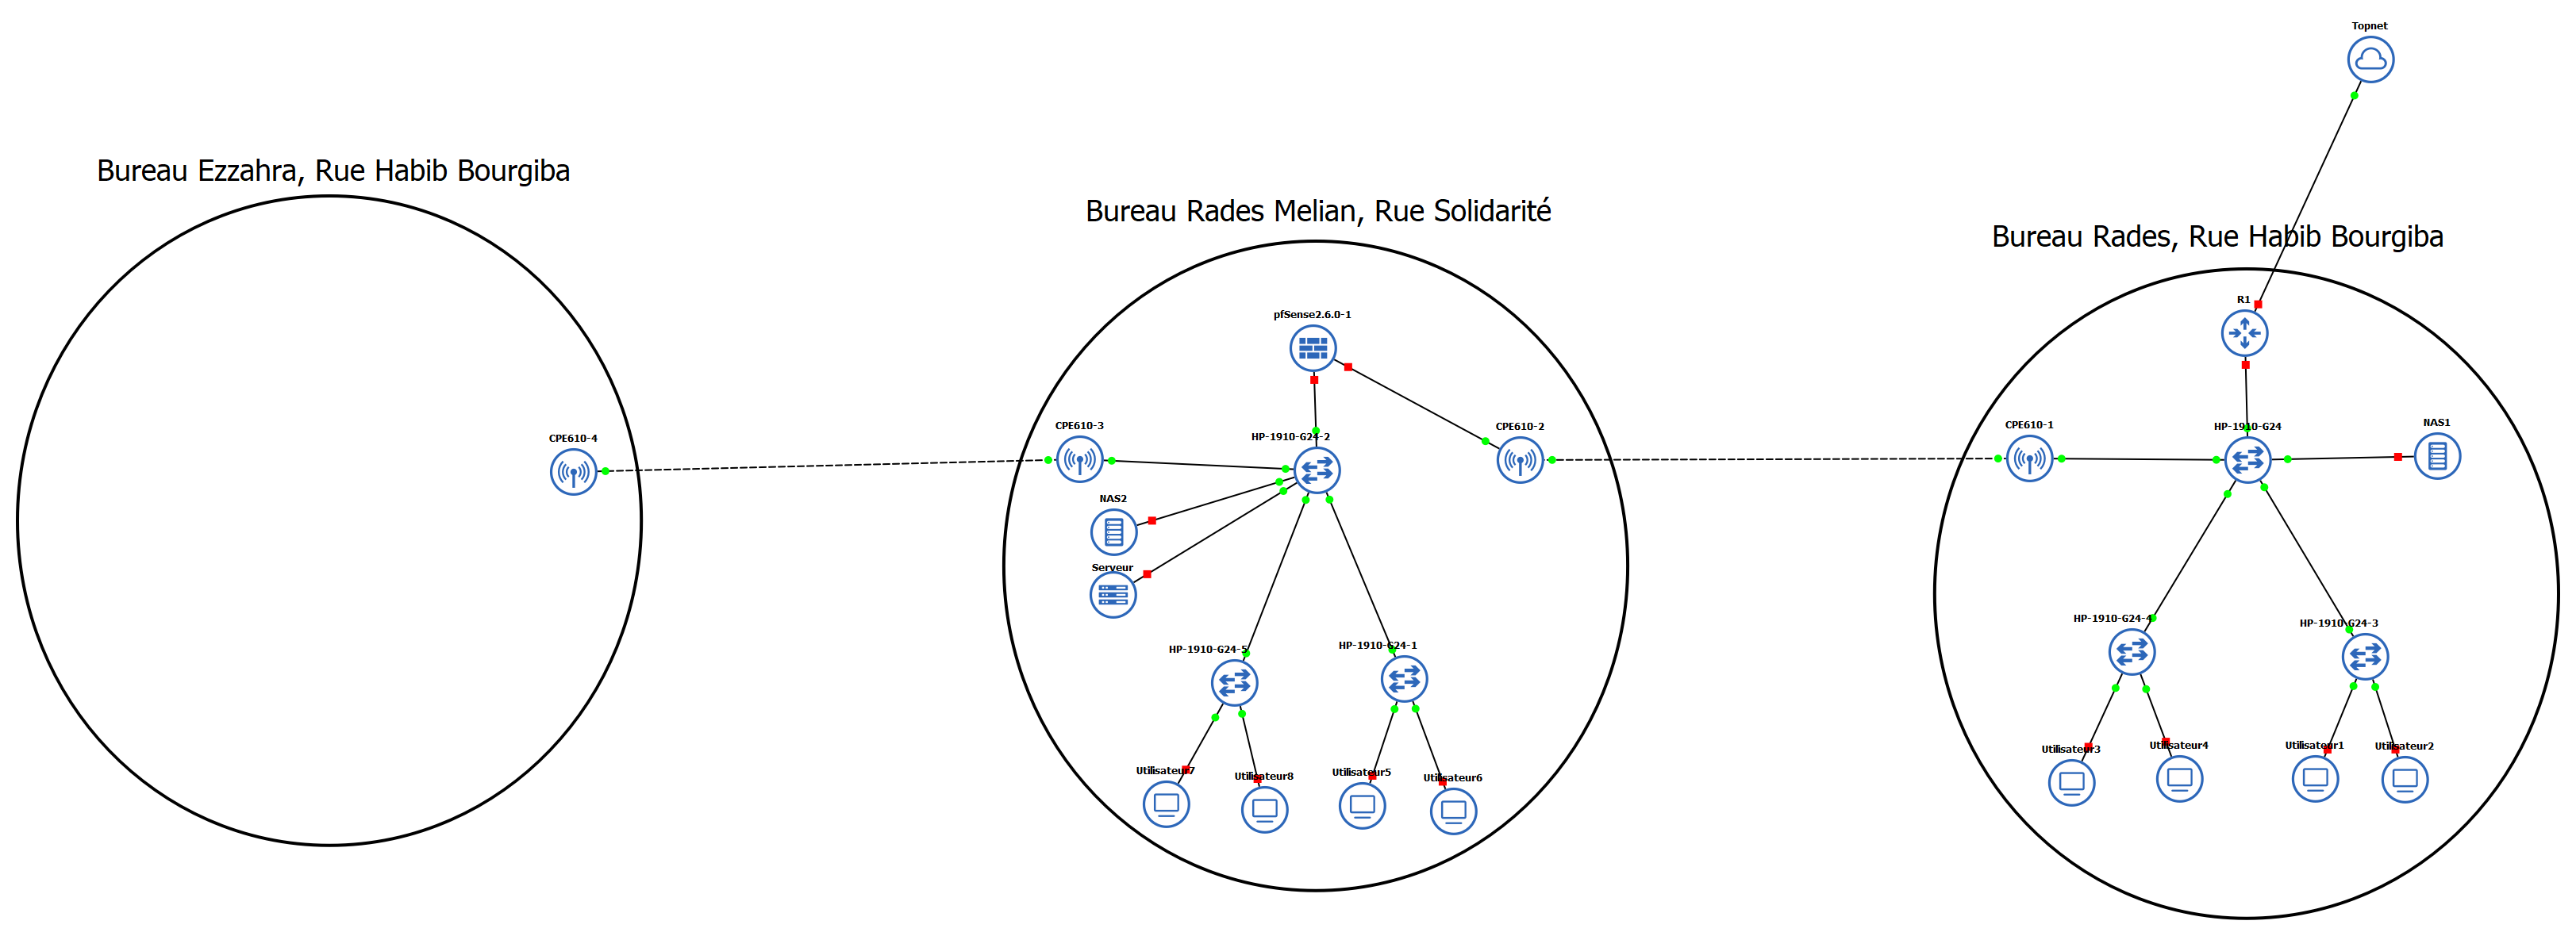 Topnet
Bureau Ezzahra, Rue Habib Bourgiba
Bureau Rades Melian, Rue Solidarité
Bureau Rades, Rue Habib Bourgiba
CPE610-4
pfSense2.6.0-1
CPE610-3
HP-1910-G24-2
CPE610-2
NAS2
Serveur
HP-1910-G24-5
HP-1910-G24-1
Utilisateur7
Utilisateur8
Utilisateur5
Utilisateur6
R1
CPE610-1
HP-1910-G24
NAS1
HP-1910-G24-4
HP-1910-G24-3
Utilisateur3
Utilisateur4
Utilisateur1
Utilisateur2